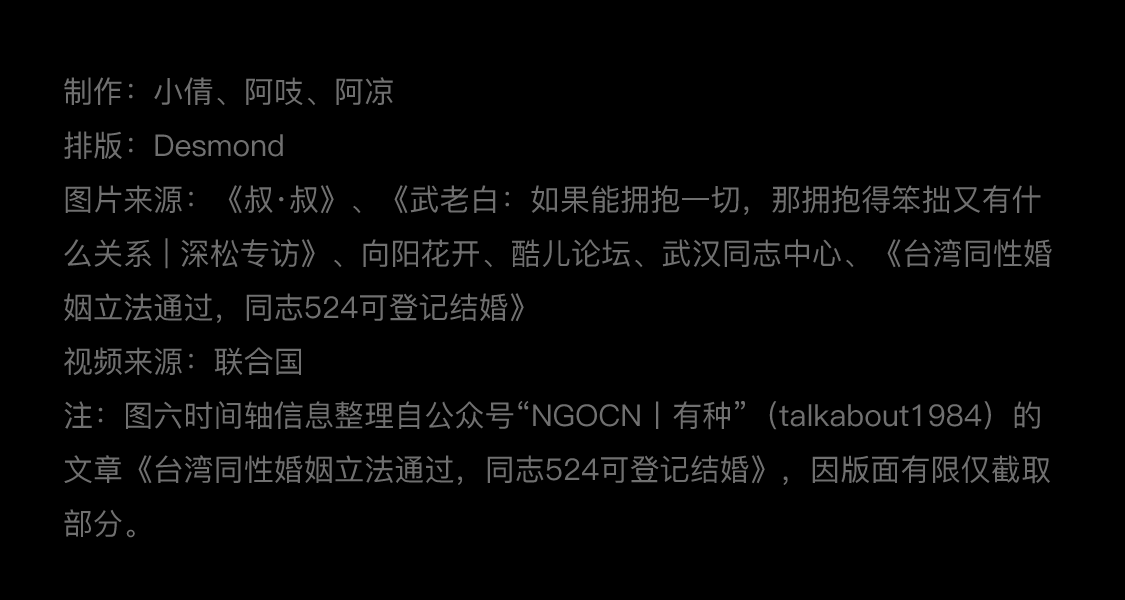 制作：小倩、阿吱、阿凉
排版：Desmond
图片来源：《叔·叔》、《武老白：如果能拥抱一切，那拥抱得笨拙又有什
么关系 | 深松专访》、向阳花开、酷儿论坛、武汉同志中心、《台湾同性婚
姻立法通过，同志524可登记结婚》
视频来源：联合国
注：图六时间轴信息整理自公众号“NGOCN丨有种”（talkabout1984）的
文章《台湾同性婚姻立法通过，同志524可登记结婚》，因版面有限仅截取
部分。